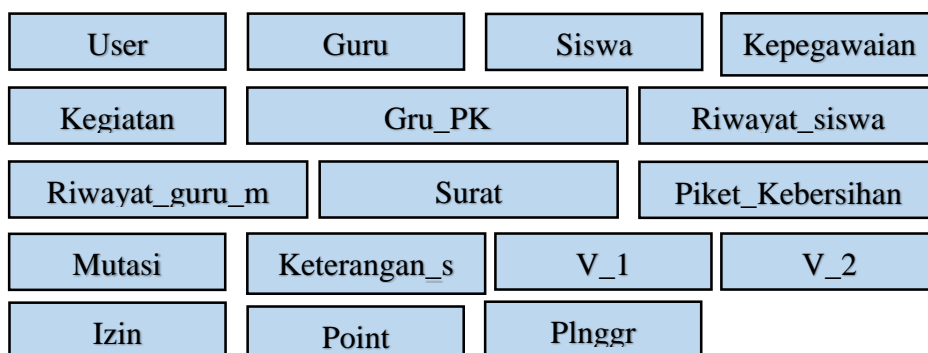 User Guru Siswa Kepegawaian
Kegiatan Gru_PK Riwayat_siswa
Riwayat_guru_m Surat Piket_Kebersihan
Mutasi Keterangan_s V_1 V_2
Izin Point Plnggr